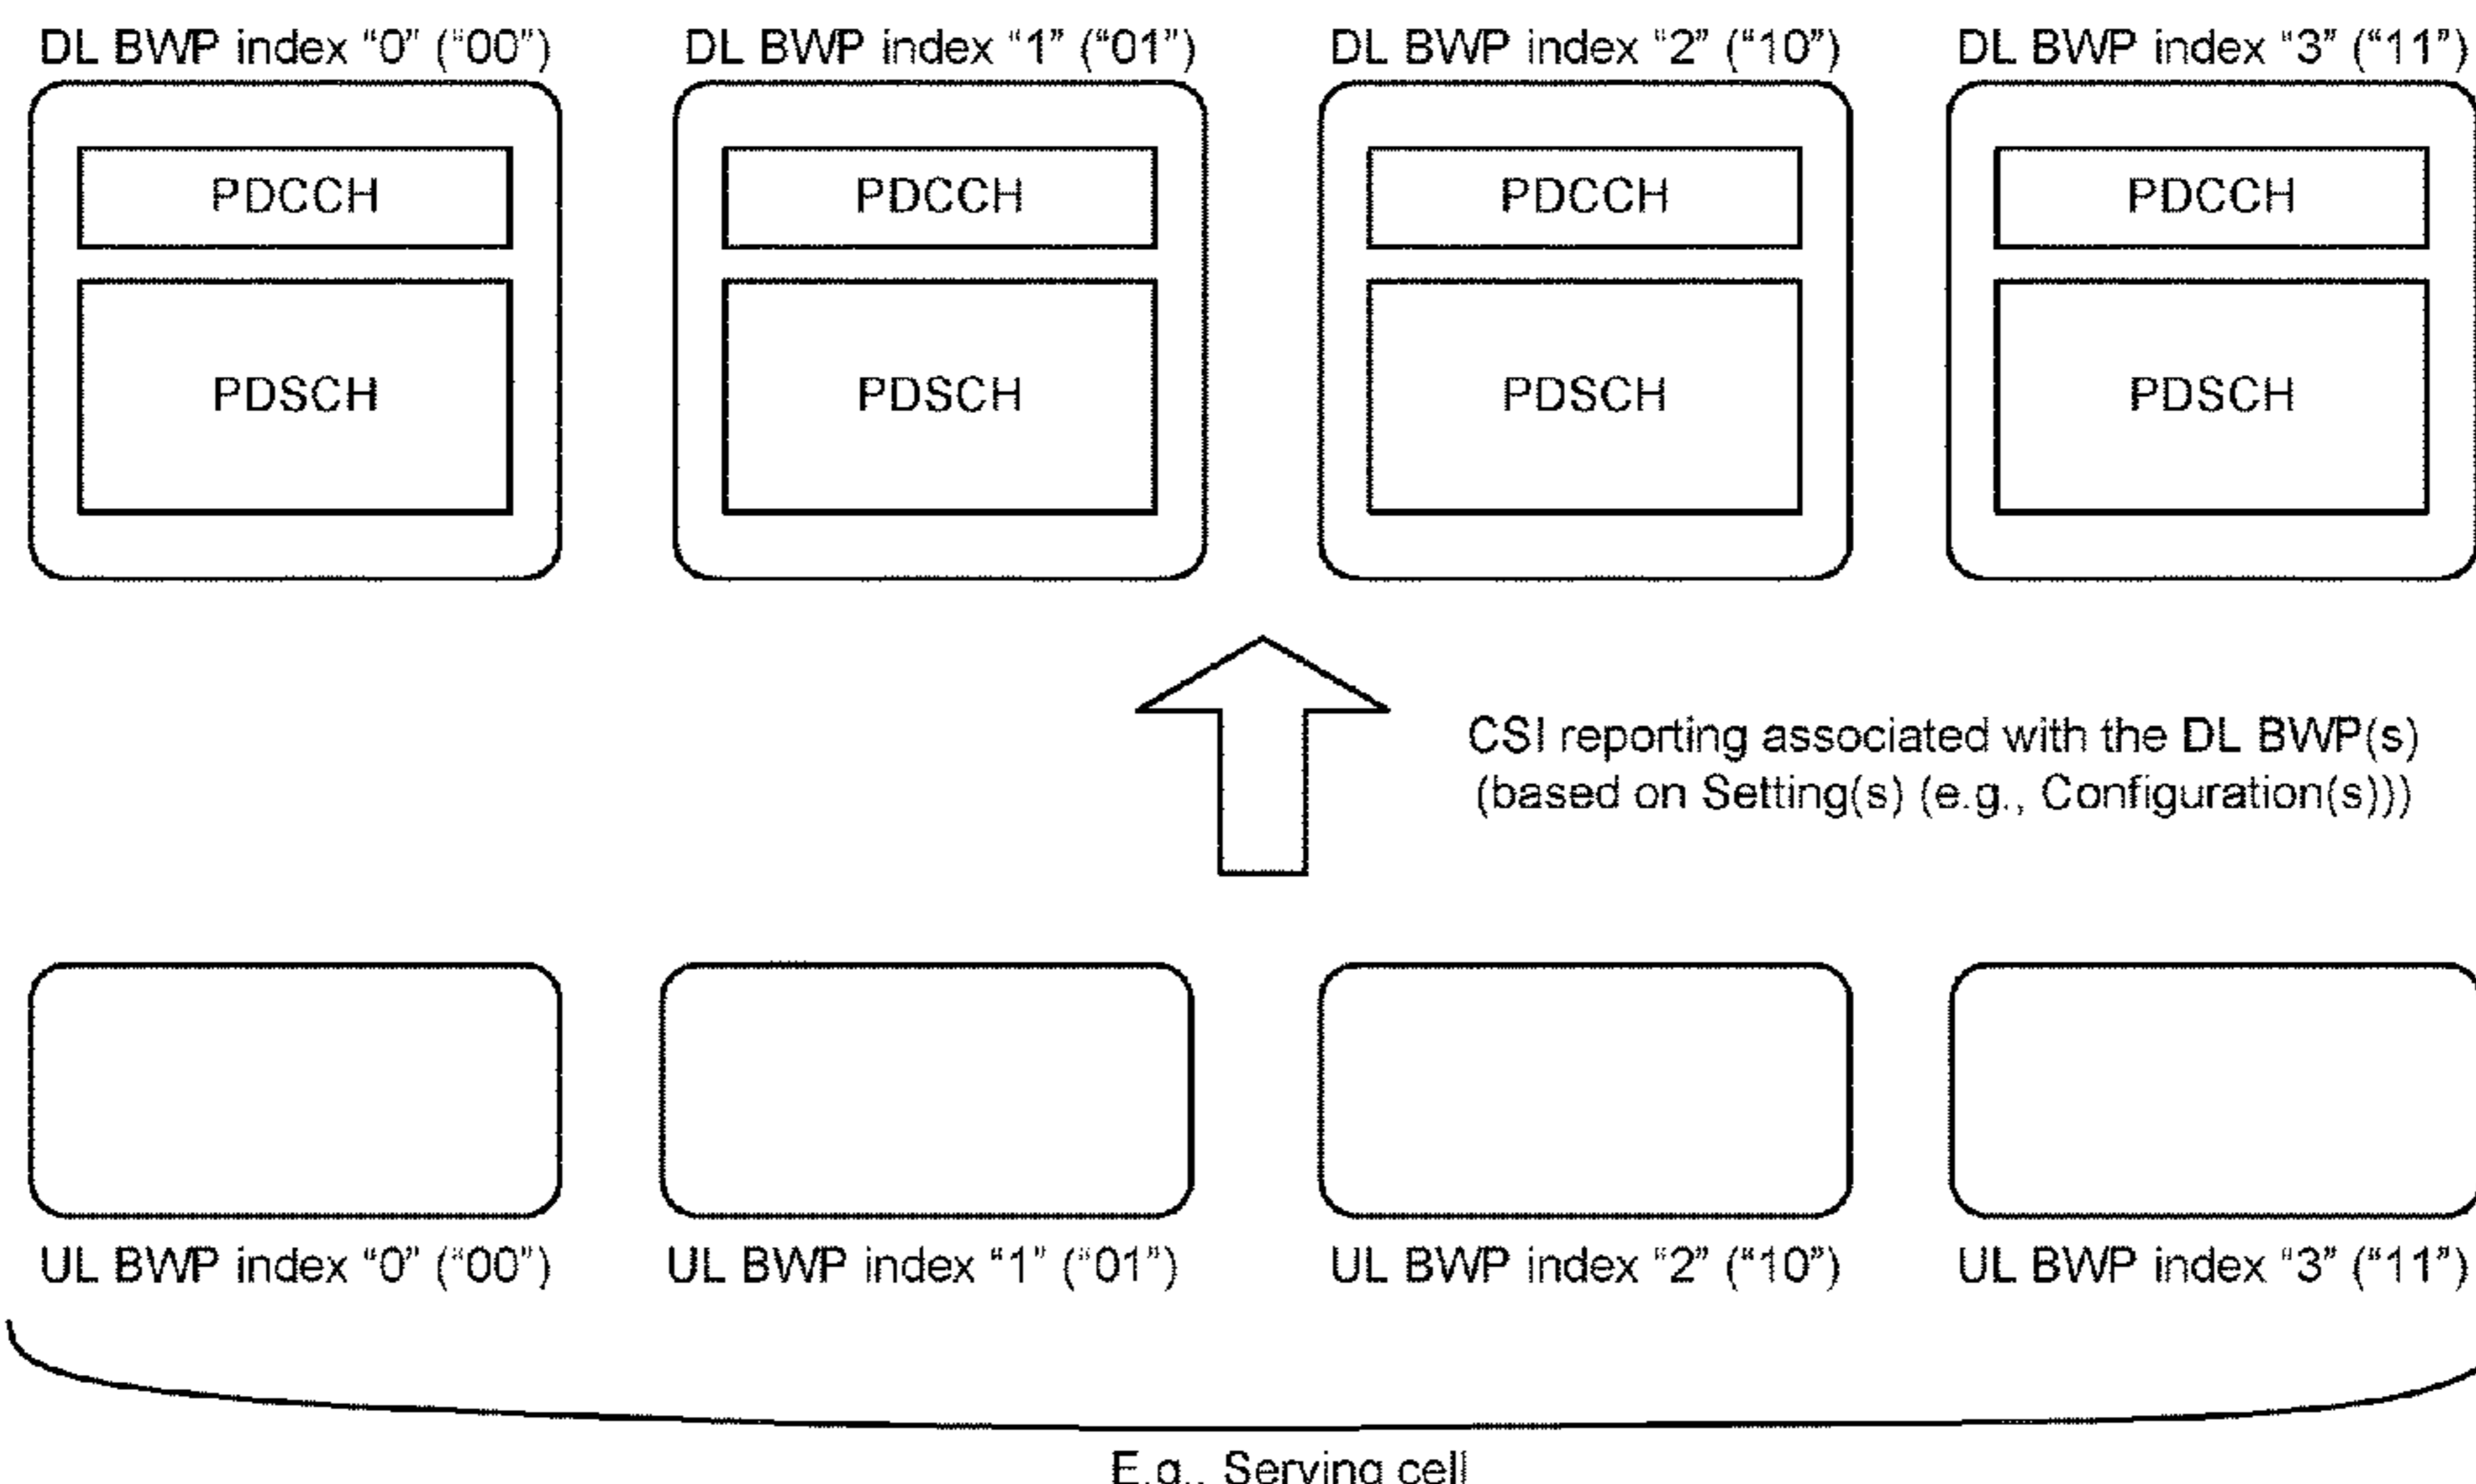 DL BWP index “0” (“00”) DL BWP index “1” (“01”) DL BWP index “2” (“10”) DL BWP index “3” (“11”)
PDCCH PDCCH PDCCH PDCCH
PDSCH PDSCH PDSCH PDSCH
CSI reporting associated with the DL BWP(s)
(based on Setting(s) (e.g., Configuration(s)))
UL BWP index “0” (“00”) UL BWP index “1” (“01”) UL BWP index “2” (“10”) UL BWP index “3” (“11”)
E.g., Serving cell